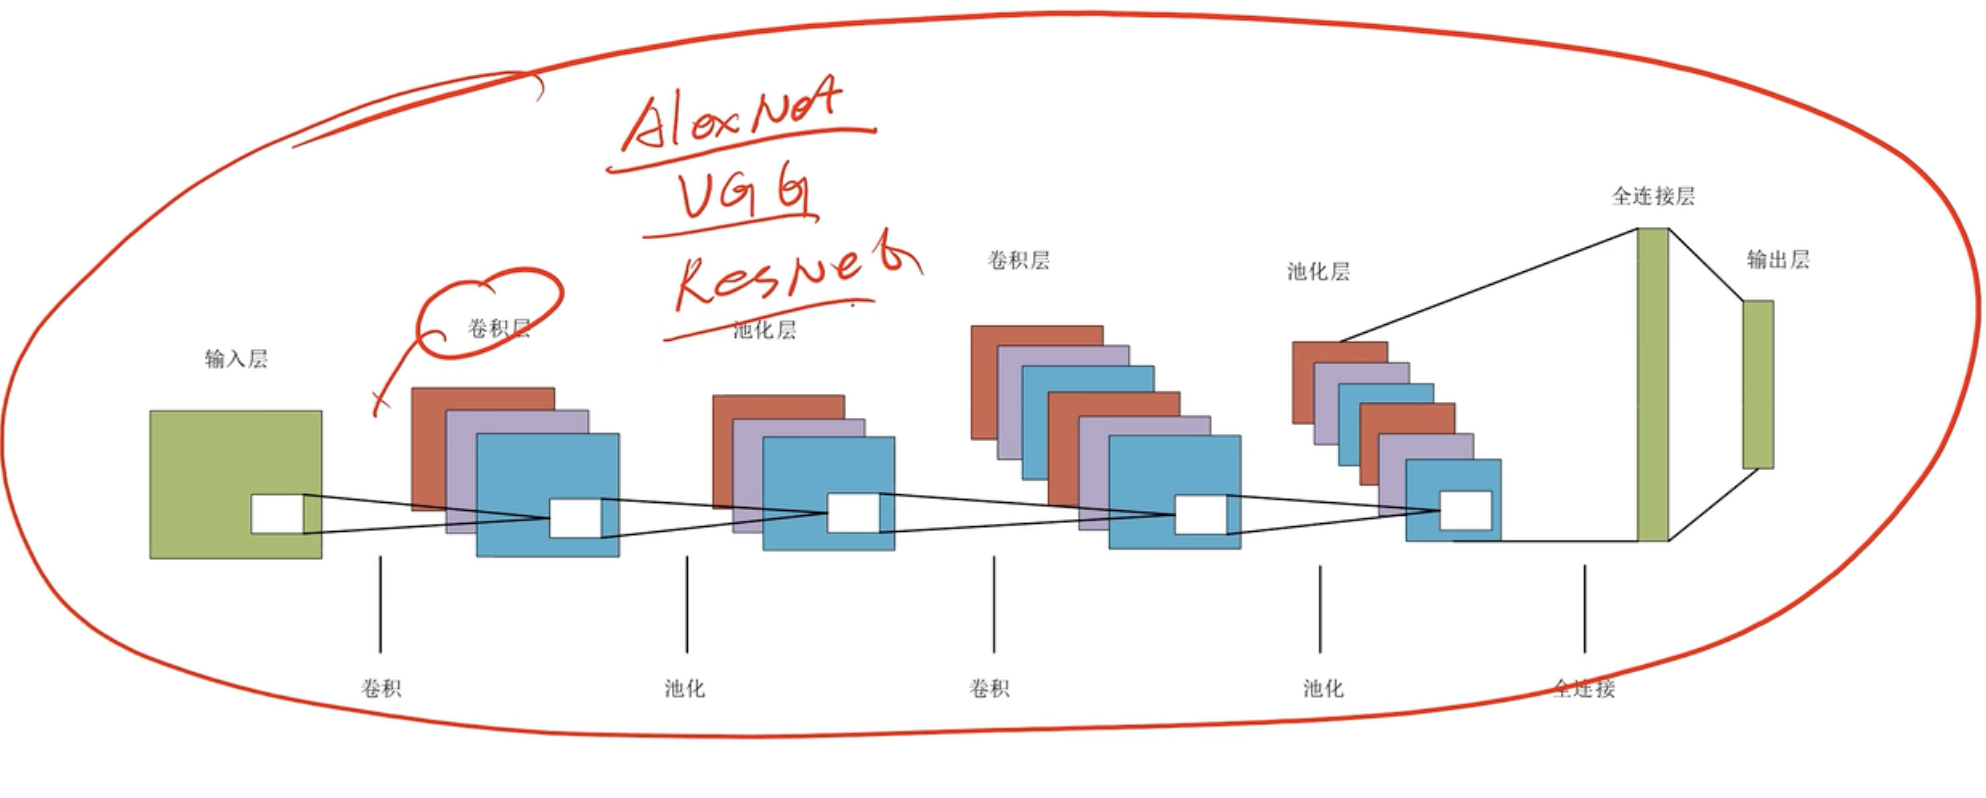 AlexNet
VGG
ResNet
全连接层
卷积层
输出层
池化层
卷积层
池化层
输入层
卷积
池化
卷积
池化
全连接